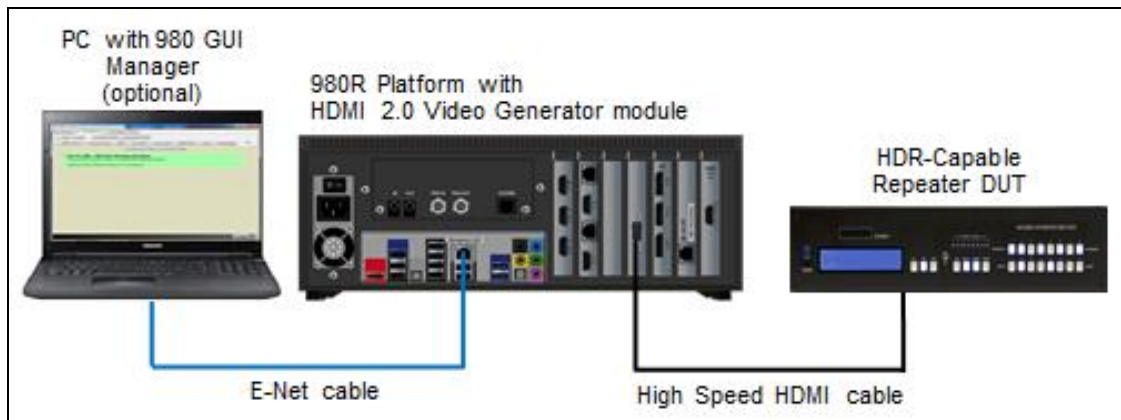 PC with 980 GUI
Manager
(optional)
980R Platform with
HDMI 2.0 Video Generator module
HDR-Capable
Repeater DUT
E-Net cable
High Speed HDMI cable